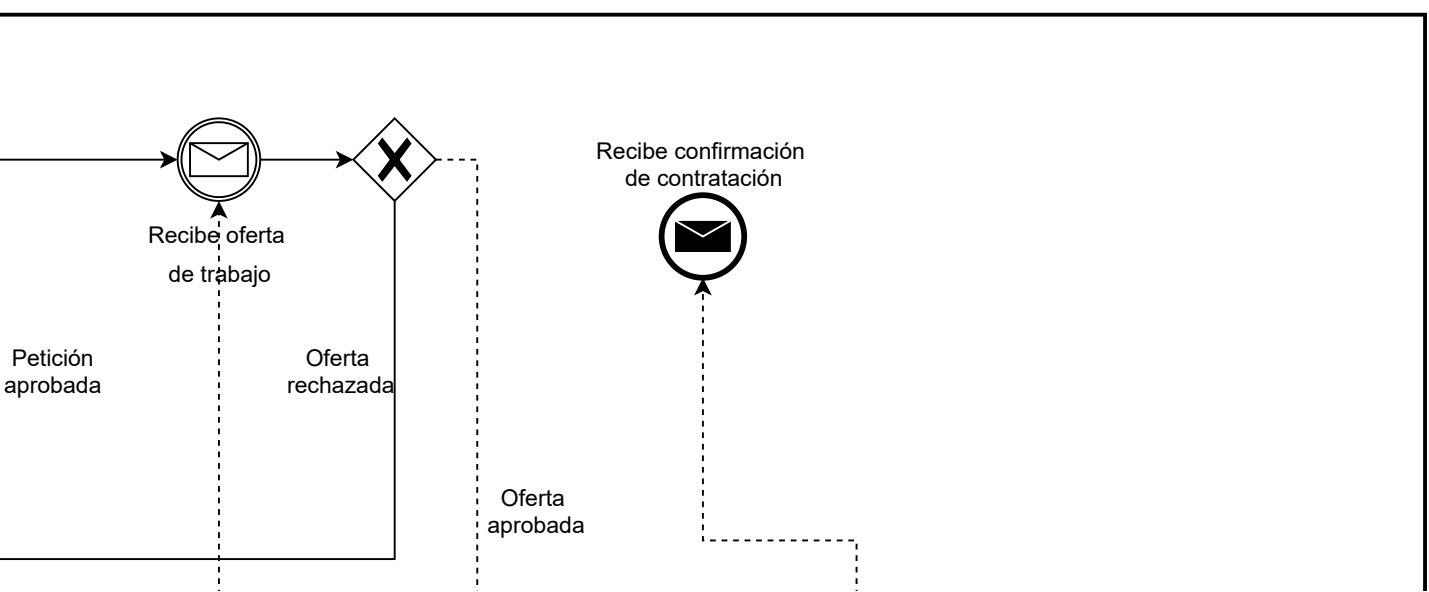 Recibe confirmación
de contratación
Recibe oferta
de trabajo
Petición
aprobada
Oferta
rechazada
Oferta
aprobada